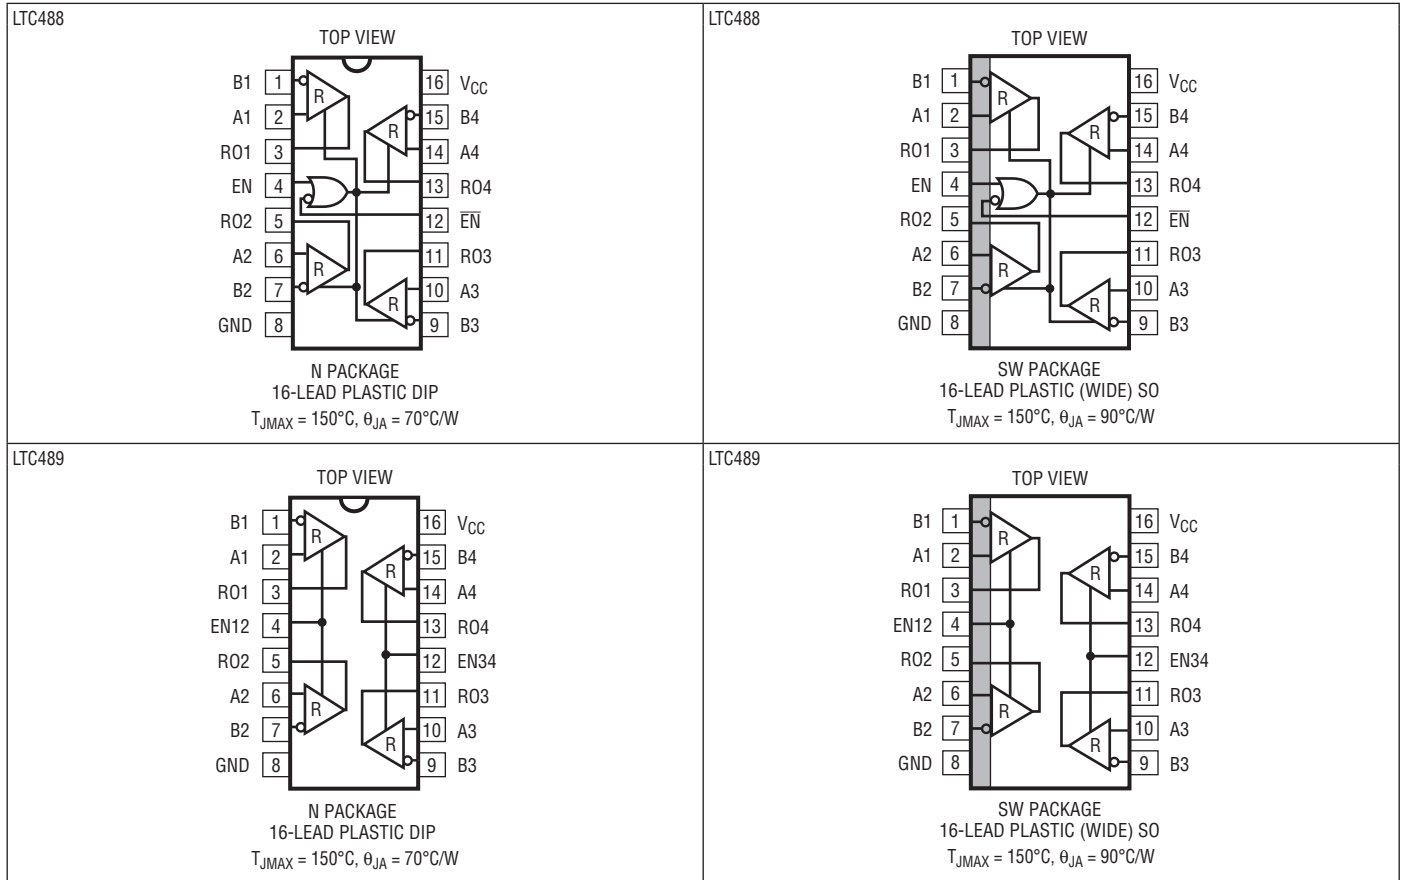 LTC488
TOP VIEW
B1 1 16 VCC
A1 2 15 B4
R R
RO1 3 14 A4
EN 4 13 RO4
RO2 5 12 E̅N̅
A2 6 11 RO3
R
B2 7 10 A3
R
GND 8 9 B3
N PACKAGE
16-LEAD PLASTIC DIP
TJMAX = 150°C, θJA = 70°C/W
LTC488
TOP VIEW
B1 1 16 VCC
A1 2 15 B4
R R
RO1 3 14 A4
EN 4 13 RO4
RO2 5 12 E̅N̅
A2 6 11 RO3
R
B2 7 10 A3
R
GND 8 9 B3
SW PACKAGE
16-LEAD PLASTIC (WIDE) SO
TJMAX = 150°C, θJA = 90°C/W
LTC489
TOP VIEW
B1 1 16 VCC
R
A1 2 15 B4
R
RO1 3 14 A4
EN12 4 13 RO4
RO2 5 12 EN34
A2 6 11 RO3
R
B2 7 10 A3
R
GND 8 9 B3
N PACKAGE
16-LEAD PLASTIC DIP
TJMAX = 150°C, θJA = 70°C/W
LTC489
TOP VIEW
B1 1 16 VCC
R
A1 2 15 B4
R
RO1 3 14 A4
EN12 4 13 RO4
RO2 5 12 EN34
A2 6 11 RO3
R
B2 7 10 A3
R
GND 8 9 B3
SW PACKAGE
16-LEAD PLASTIC (WIDE) SO
TJMAX = 150°C, θJA = 90°C/W